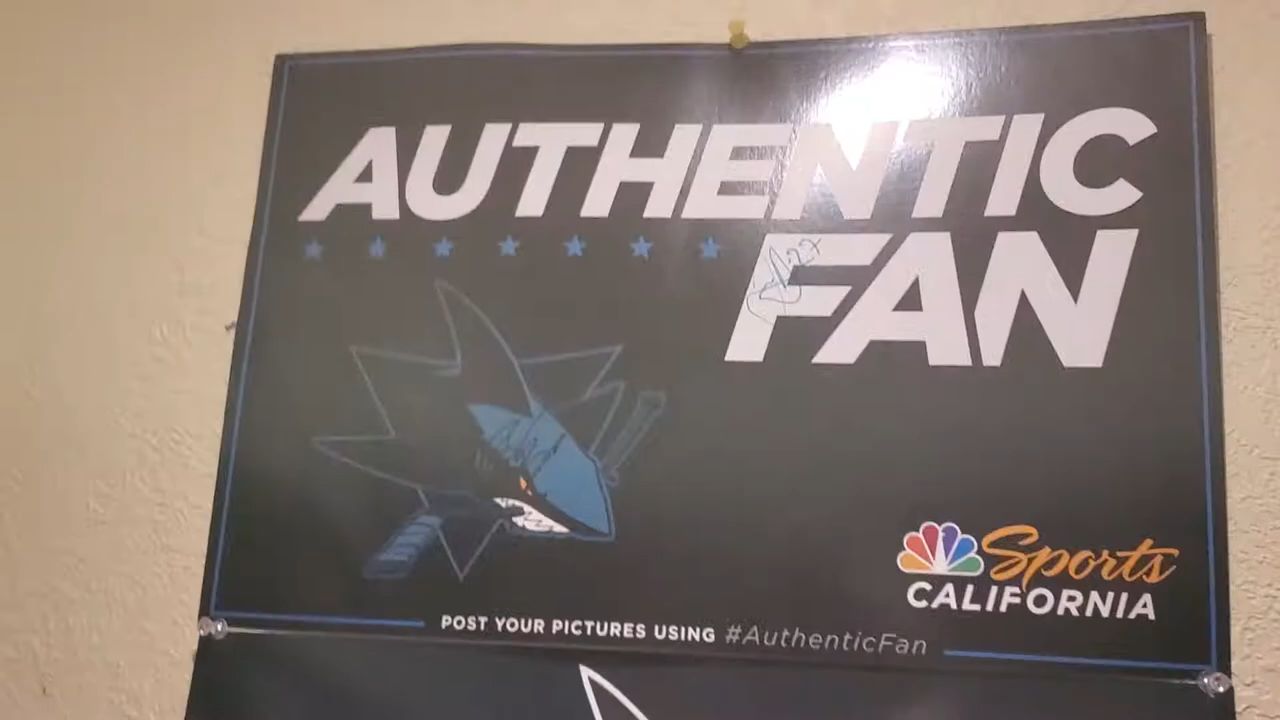 AUTHENTIC
FAN
Sports
CALIFORNIA
POST YOUR PICTURES USING #AuthenticFan